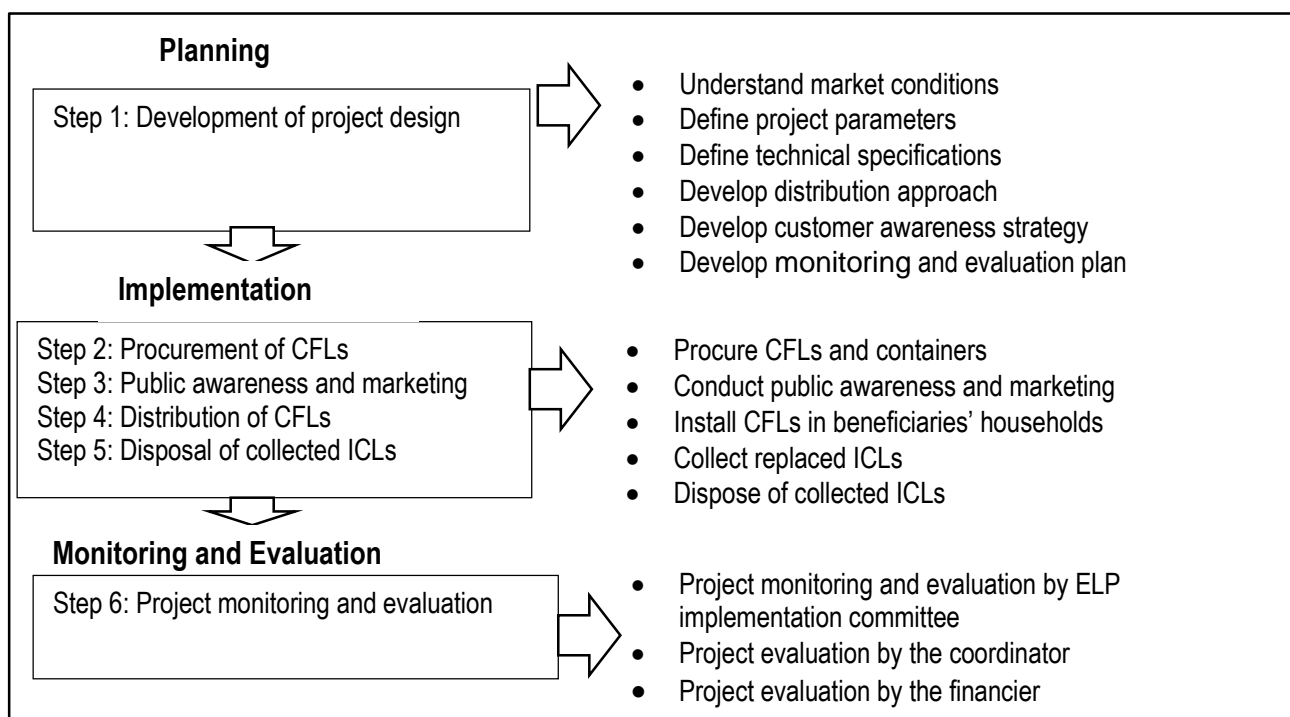 Planning
Step 1: Development of project design
● Understand market conditions
● Define project parameters
● Define technical specifications
● Develop distribution approach
● Develop customer awareness strategy
● Develop monitoring and evaluation plan
Implementation
Step 2: Procurement of CFLs
Step 3: Public awareness and marketing
Step 4: Distribution of CFLs
Step 5: Disposal of collected ICLs
● Procure CFLs and containers
● Conduct public awareness and marketing
● Install CFLs in beneficiaries’ households
● Collect replaced ICLs
● Dispose of collected ICLs
Monitoring and Evaluation
Step 6: Project monitoring and evaluation
● Project monitoring and evaluation by ELP
implementation committee
● Project evaluation by the coordinator
● Project evaluation by the financier